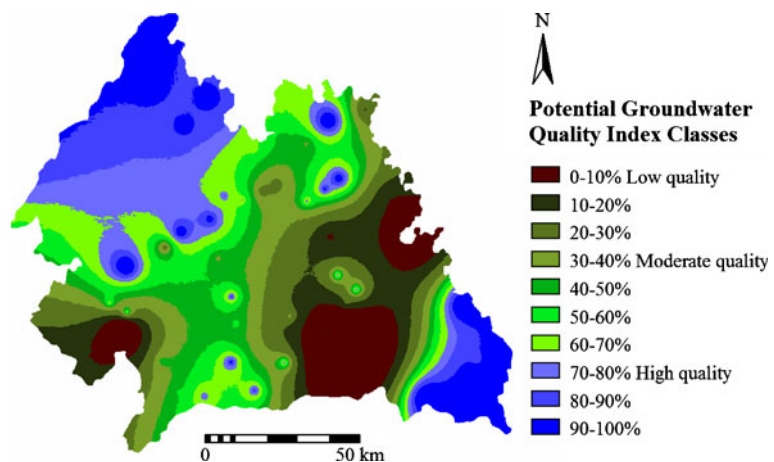 N
Potential Groundwater
Quality Index Classes
0-10% Low quality
10-20%
20-30%
30-40% Moderate quality
40-50%
50-60%
60-70%
70-80% High quality
80-90%
90-100%
0 50 km